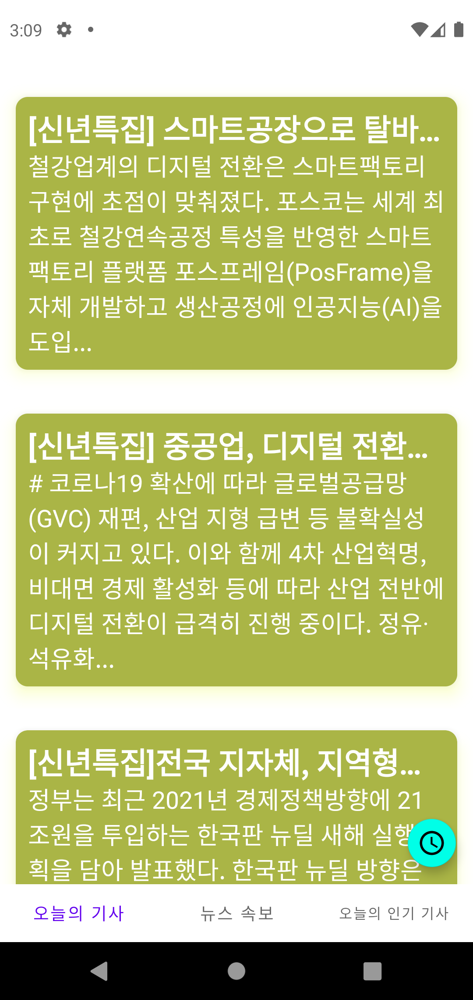 3:09
[신년특집] 스마트공장으로 탈바...
철강업계의 디지털 전환은 스마트팩토리
구현에 초점이 맞춰졌다. 포스코는 세계 최
초로 철강연속공정 특성을 반영한 스마트
팩토리 플랫폼 포스프레임(PosFrame)을
자체 개발하고 생산공정에 인공지능(AI)을
도입...
[신년특집] 중공업, 디지털 전환...
# 코로나19 확산에 따라 글로벌공급망
(GVC) 재편, 산업 지형 급변 등 불확실성
이 커지고 있다. 이와 함께 4차 산업혁명,
비대면 경제 활성화 등에 따라 산업 전반에
디지털 전환이 급격히 진행 중이다. 정유·
석유화...
[신년특집]전국 지자체, 지역형...
정부는 최근 2021년 경제정책방향에 21
조원을 투입하는 한국판 뉴딜 새해 실행
획을 담아 발표했다. 한국판 뉴딜 방향은
오늘의 기사
뉴스 속보
오늘의 인기 기사